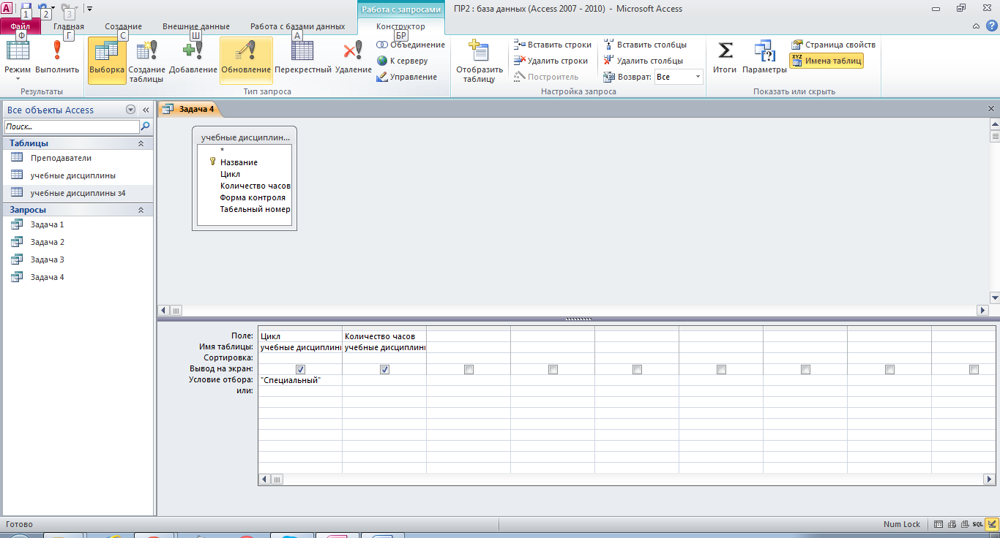 1 2 3
Работа с запросами
ПР2 : база данных (Access 2007 - 2010) - Microsoft Access
Файл Главная Создание Внешние данные Работа с базами данных Конструктор
Ф Г С Ш А БР
Режим Выполнить
Результаты
Выборка Создание таблицы Добавление Обновление Перекрестный Удаление
Объединение
К серверу
Управление
Тип запроса
Отобразить таблицу
Вставить строки
Удалить строки
Построитель
Вставить столбцы
Удалить столбцы
Возврат: Все
Настройка запроса
Итоги Параметры
Страница свойств
XYZ Имена таблиц
Показать или скрыть
Все объекты Access
Поиск...
Таблицы
Преподаватели
учебные дисциплины
учебные дисциплины з4
Запросы
Задача 1
Задача 2
Задача 3
Задача 4
Задача 4
учебные дисциплин...
*
Название
Цикл
Количество часов
Форма контроля
Табельный номер
Поле: Цикл Количество часов
Имя таблицы: учебные дисциплины учебные дисциплины
Сортировка:
Вывод на экран:
Условие отбора: "Специальный"
или:
Готово
Num Lock
SQL